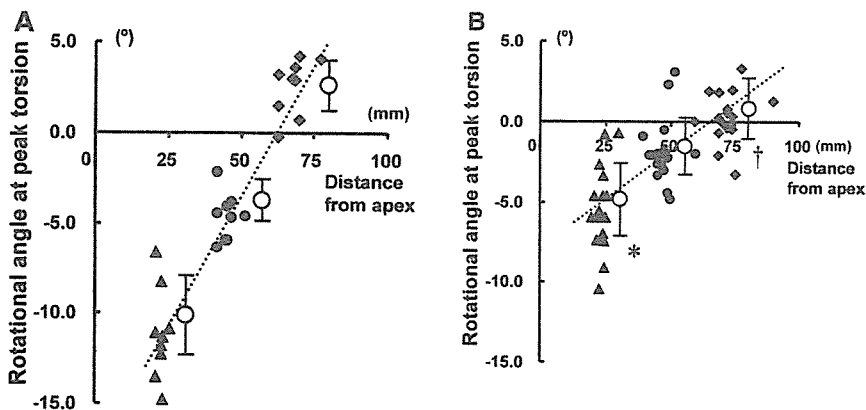 A
Rotational angle at peak torsion
(°)
5.0
0.0
-5.0
-10.0
-15.0
0
25
50
75
100
(mm)
Distance
from apex
B
Rotational angle at peak torsion
(°)
5.0
0.0
-5.0
-10.0
-15.0
0
25
50
75
100 (mm)
Distance
from apex
*
†